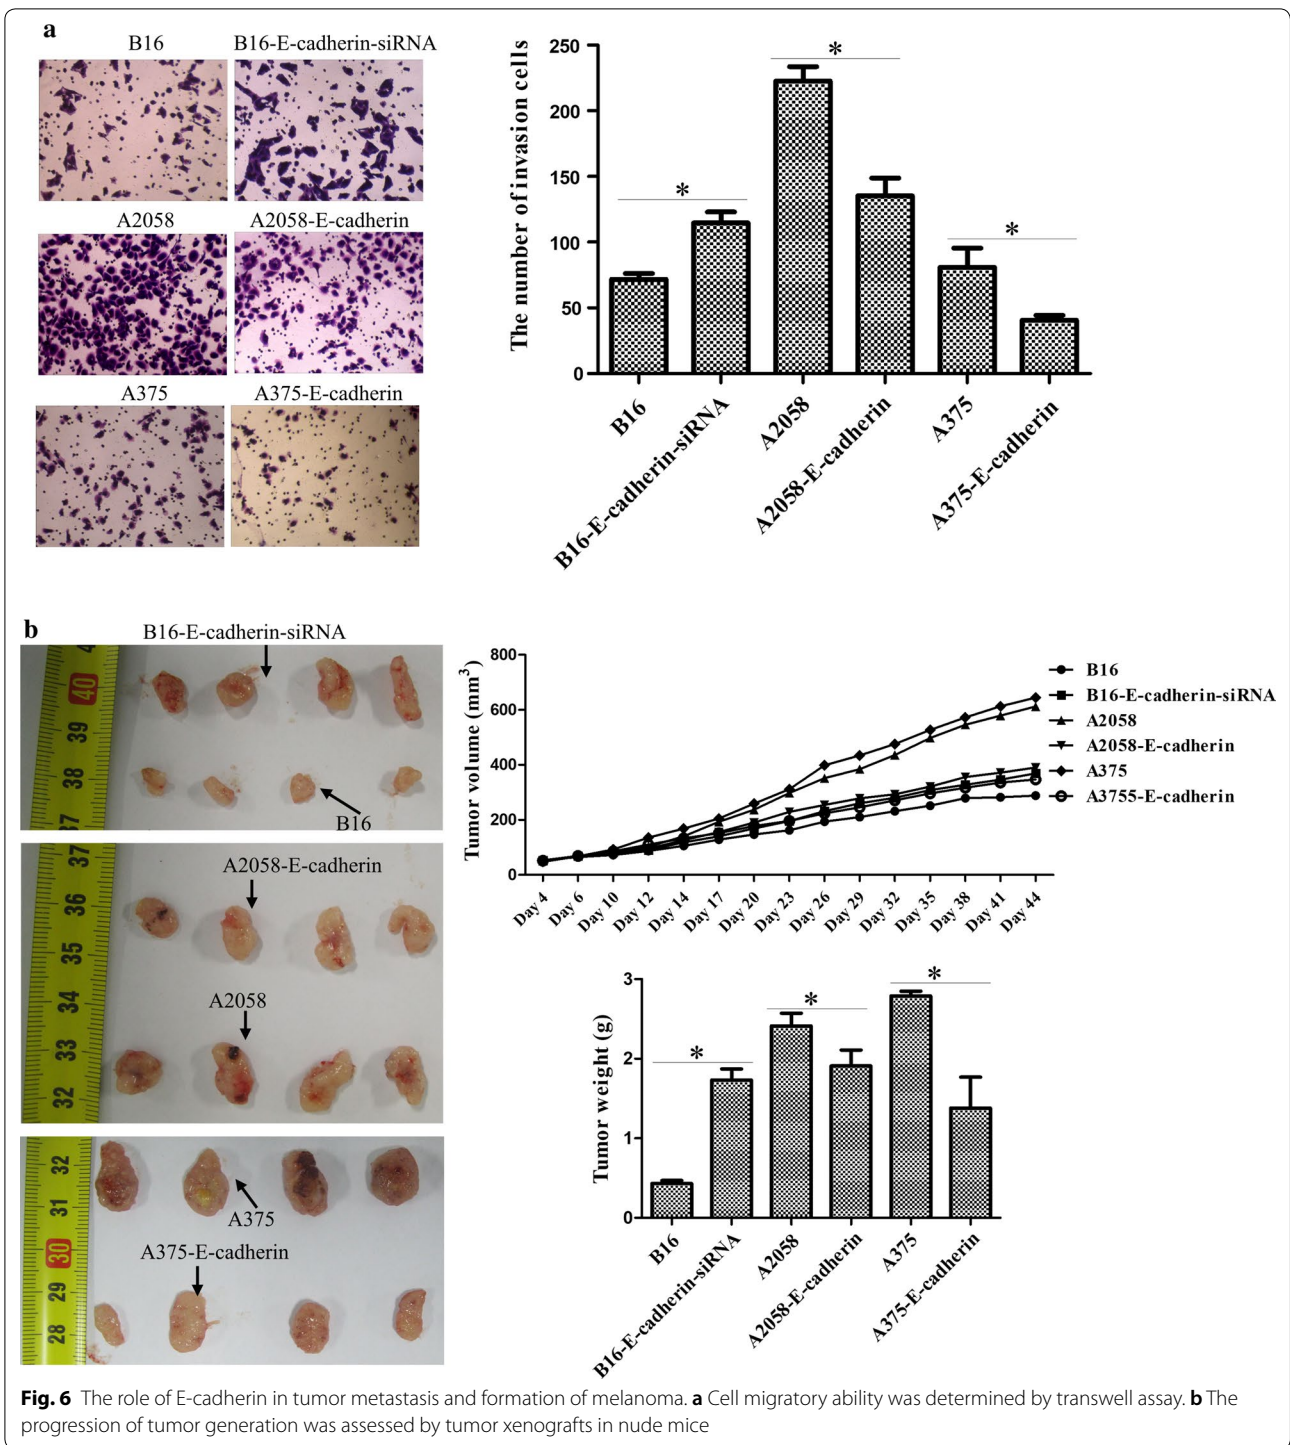 a
B16
B16-E-cadherin-siRNA
A2058
A2058-E-cadherin
A375
A375-E-cadherin
The number of invasion cells
250
200
150
100
50
0
*
*
*
B16
B16-E-cadherin-siRNA
A2058
A2058-E-cadherin
A375
A375-E-cadherin
b
B16-E-cadherin-siRNA
4
40
39
38
37
B16
37
36
35
34
33
32
A2058-E-cadherin
A2058
32
31
30
29
28
A375
A375-E-cadherin
Tumor volume (mm³)
800
600
400
200
0
Day 4
Day 6
Day 10
Day 12
Day 14
Day 17
Day 20
Day 23
Day 26
Day 29
Day 32
Day 35
Day 38
Day 41
Day 44
B16
B16-E-cadherin-siRNA
A2058
A2058-E-cadherin
A375
A3755-E-cadherin
Tumor weight (g)
3
2
1
0
*
*
*
B16
B16-E-cadherin-siRNA
A2058
A2058-E-cadherin
A375
A375-E-cadherin
Fig. 6 The role of E-cadherin in tumor metastasis and formation of melanoma. a Cell migratory ability was determined by transwell assay. b The
progression of tumor generation was assessed by tumor xenografts in nude mice